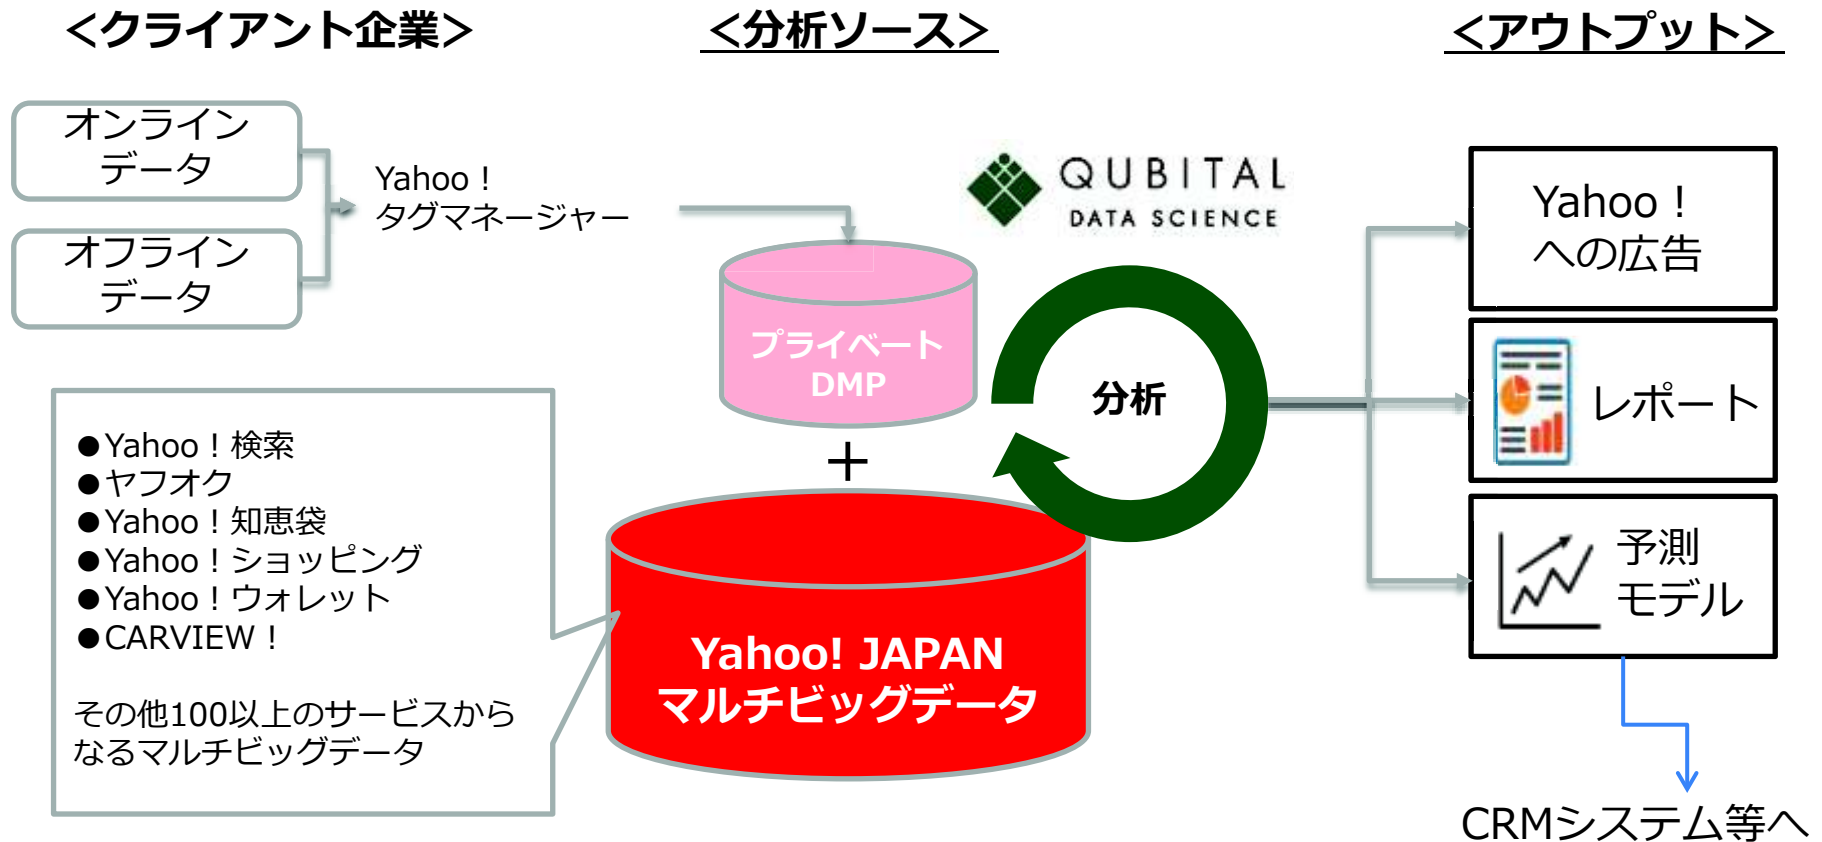 ＜クライアント企業＞
＜分析ソース＞
＜アウトプット＞
オンライン
データ
オフライン
データ
Yahoo！
タグマネージャー
QUBITAL
DATA SCIENCE
プライベート
DMP
＋
分析
●Yahoo！検索
●ヤフオク
●Yahoo！知恵袋
●Yahoo！ショッピング
●Yahoo！ウォレット
●CARVIEW！
その他100以上のサービスから
なるマルチビッグデータ
Yahoo! JAPAN
マルチビッグデータ
Yahoo！
への広告
レポート
予測
モデル
CRMシステム等へ